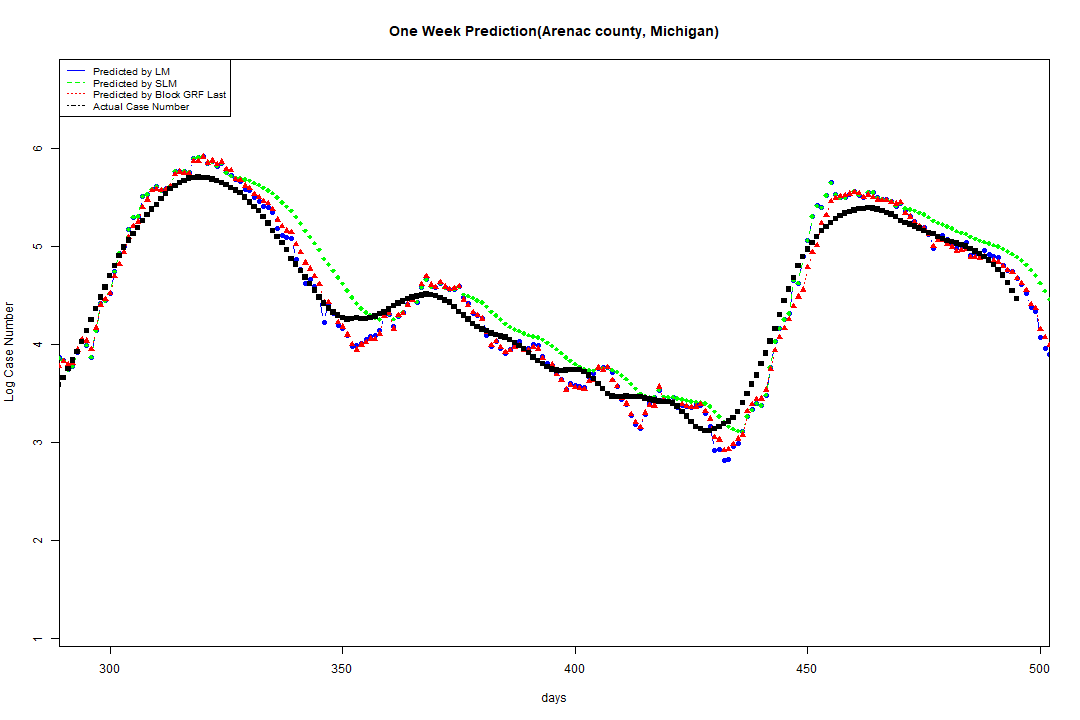 One Week Prediction(Arenac county, Michigan)
Predicted by LM
Predicted by SLM
Predicted by Block GRF Last
Actual Case Number
6
5
4
3
2
1
Log Case Number
300 350 400 450 500
days